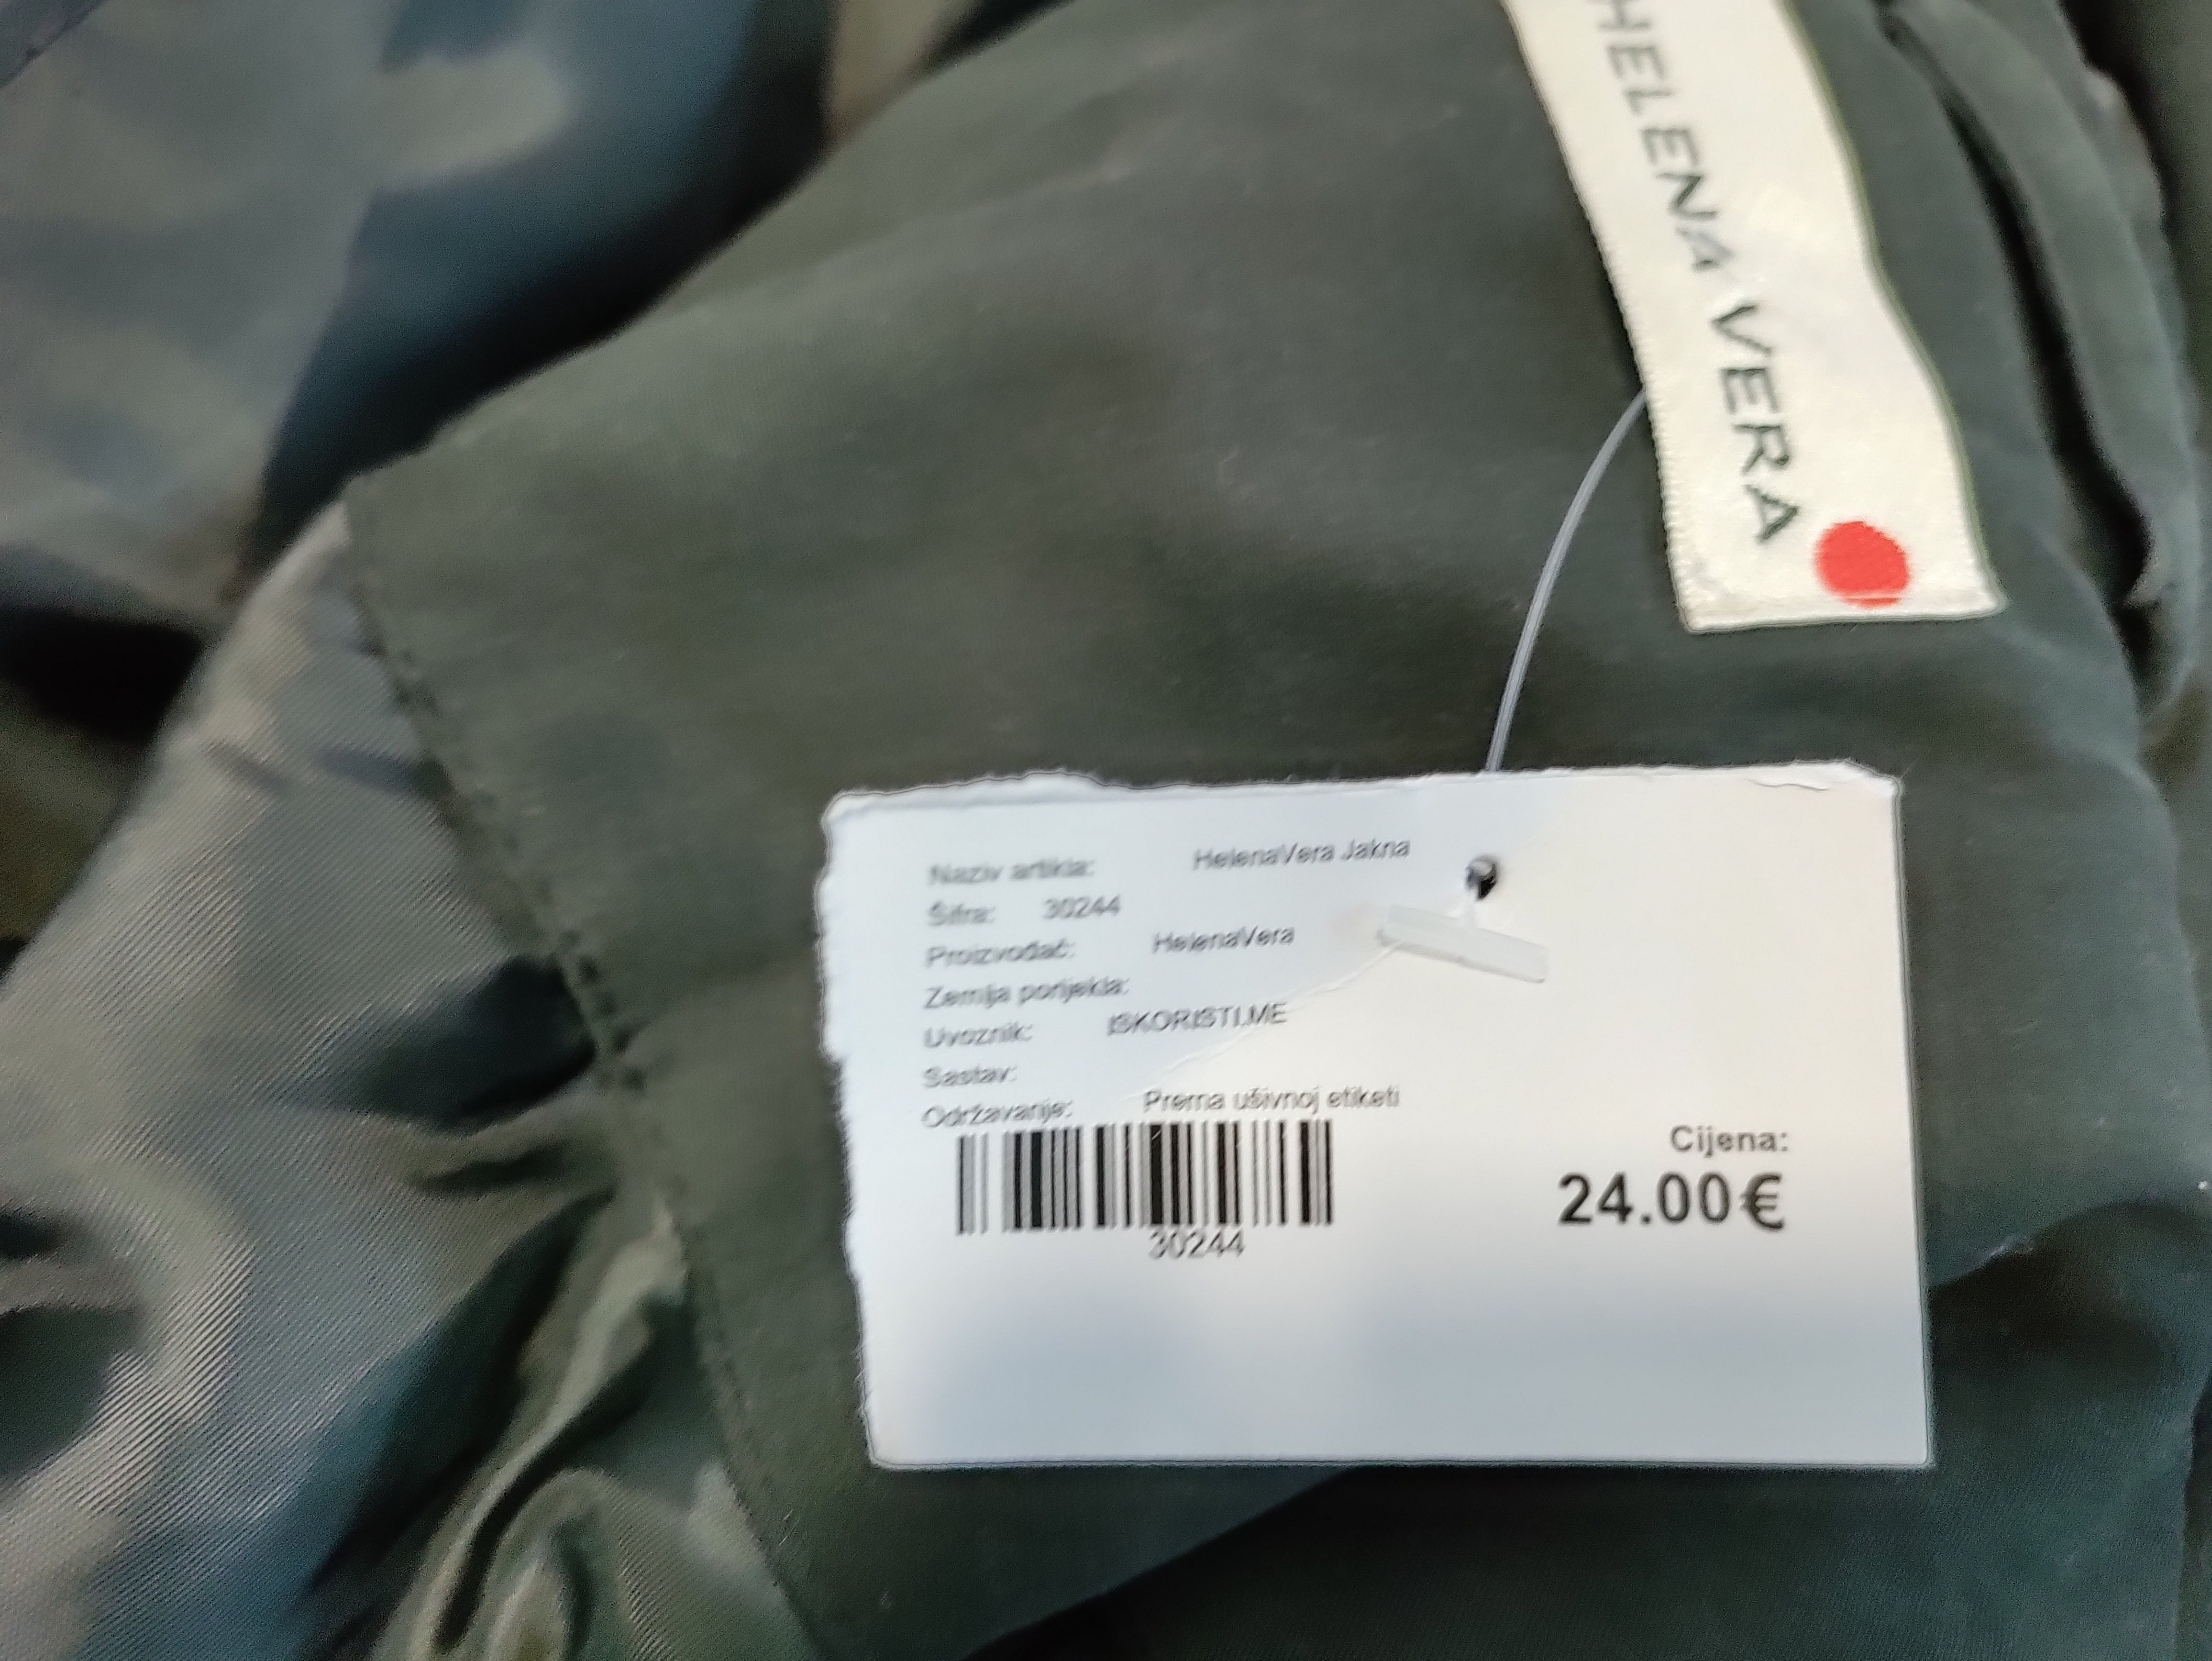 HELENA VERA
Naziv artikla: HelenaVera Jakna
Šifra: 30244
Proizvođač: HelenaVera
Zemlja porijekla:
Uvoznik: ISKORISTI.ME
Sastav:
Održavanje: Prema ušivnoj etiketi
30244
Cijena:
24.00€